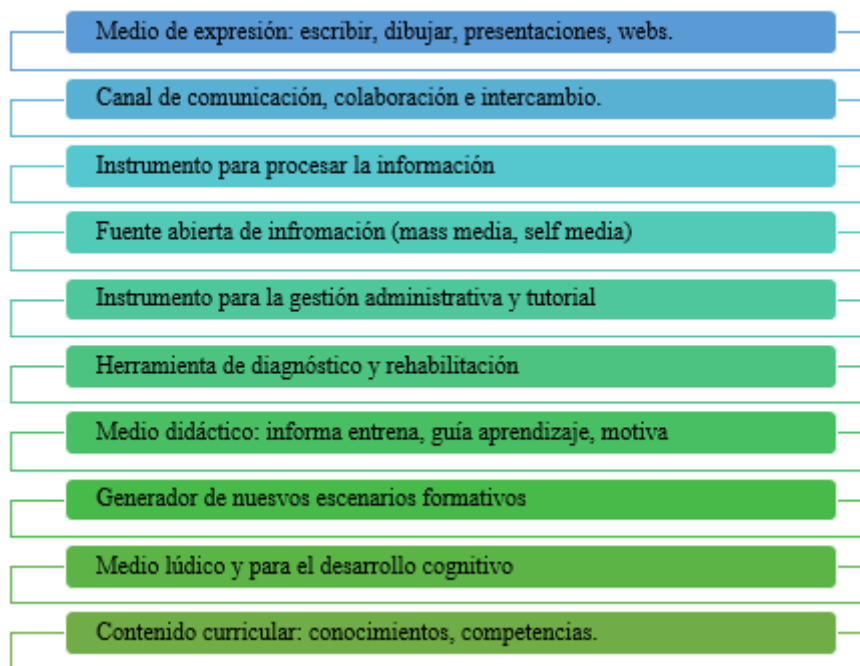 Medio de expresión: escribir, dibujar, presentaciones, webs.
Canal de comunicación, colaboración e intercambio.
Instrumento para procesar la información
Fuente abierta de infromación (mass media, self media)
Instrumento para la gestión administrativa y tutorial
Herramienta de diagnóstico y rehabilitación
Medio didáctico: informa entrena, guía aprendizaje, motiva
Generador de nuesvos escenarios formativos
Medio lúdico y para el desarrollo cognitivo
Contenido curricular: conocimientos, competencias.